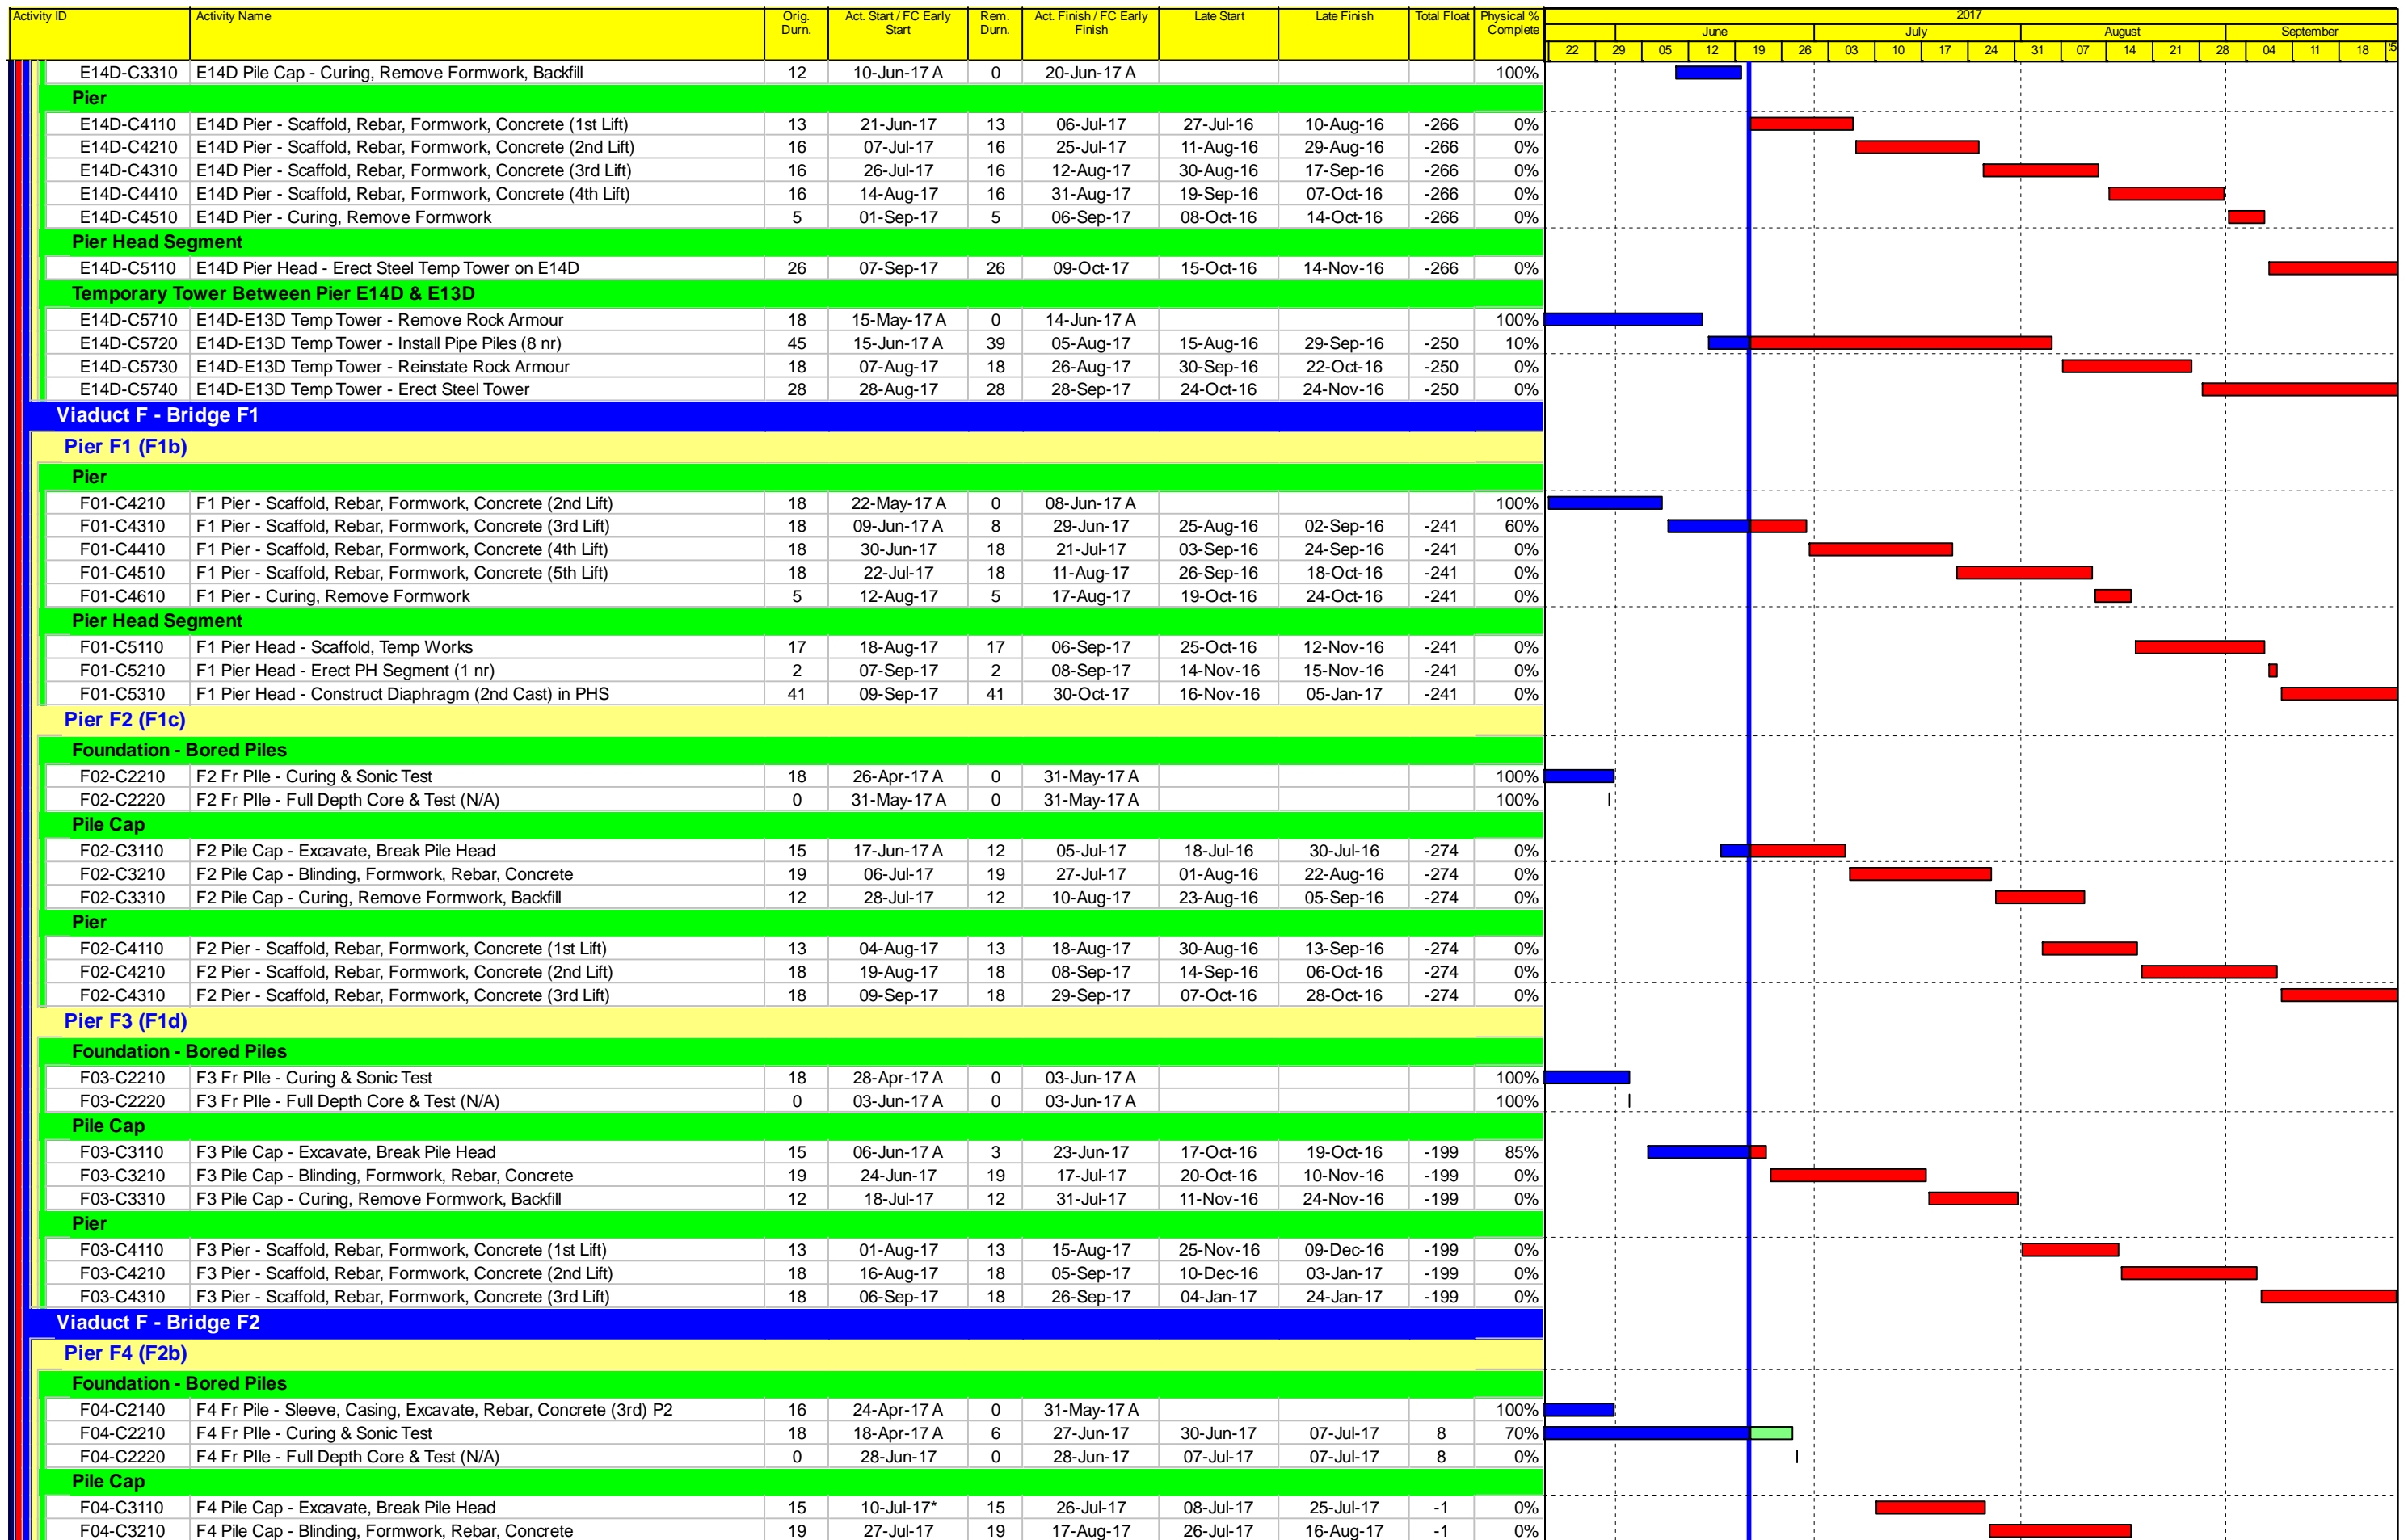 Activity ID Activity Name Orig. Durn. Act. Start / FC Early Start Rem. Durn. Act. Finish / FC Early Finish Late Start Late Finish Total Float Physical % Complete
2017
June July August September
22 29 05 12 19 26 03 10 17 24 31 07 14 21 28 04 11 18
E14D-C3310 E14D Pile Cap - Curing, Remove Formwork, Backfill 12 10-Jun-17 A 0 20-Jun-17 A 100%
Pier
E14D-C4110 E14D Pier - Scaffold, Rebar, Formwork, Concrete (1st Lift) 13 21-Jun-17 13 06-Jul-17 27-Jul-16 10-Aug-16 -266 0%
E14D-C4210 E14D Pier - Scaffold, Rebar, Formwork, Concrete (2nd Lift) 16 07-Jul-17 16 25-Jul-17 11-Aug-16 29-Aug-16 -266 0%
E14D-C4310 E14D Pier - Scaffold, Rebar, Formwork, Concrete (3rd Lift) 16 26-Jul-17 16 12-Aug-17 30-Aug-16 17-Sep-16 -266 0%
E14D-C4410 E14D Pier - Scaffold, Rebar, Formwork, Concrete (4th Lift) 16 14-Aug-17 16 31-Aug-17 19-Sep-16 07-Oct-16 -266 0%
E14D-C4510 E14D Pier - Curing, Remove Formwork 5 01-Sep-17 5 06-Sep-17 08-Oct-16 14-Oct-16 -266 0%
Pier Head Segment
E14D-C5110 E14D Pier Head - Erect Steel Temp Tower on E14D 26 07-Sep-17 26 09-Oct-17 15-Oct-16 14-Nov-16 -266 0%
Temporary Tower Between Pier E14D & E13D
E14D-C5710 E14D-E13D Temp Tower - Remove Rock Armour 18 15-May-17 A 0 14-Jun-17 A 100%
E14D-C5720 E14D-E13D Temp Tower - Install Pipe Piles (8 nr) 45 15-Jun-17 A 39 05-Aug-17 15-Aug-16 29-Sep-16 -250 10%
E14D-C5730 E14D-E13D Temp Tower - Reinstate Rock Armour 18 07-Aug-17 18 26-Aug-17 30-Sep-16 22-Oct-16 -250 0%
E14D-C5740 E14D-E13D Temp Tower - Erect Steel Tower 28 28-Aug-17 28 28-Sep-17 24-Oct-16 24-Nov-16 -250 0%
Viaduct F - Bridge F1
Pier F1 (F1b)
Pier
F01-C4210 F1 Pier - Scaffold, Rebar, Formwork, Concrete (2nd Lift) 18 22-May-17 A 0 08-Jun-17 A 100%
F01-C4310 F1 Pier - Scaffold, Rebar, Formwork, Concrete (3rd Lift) 18 09-Jun-17 A 8 29-Jun-17 25-Aug-16 02-Sep-16 -241 60%
F01-C4410 F1 Pier - Scaffold, Rebar, Formwork, Concrete (4th Lift) 18 30-Jun-17 18 21-Jul-17 03-Sep-16 24-Sep-16 -241 0%
F01-C4510 F1 Pier - Scaffold, Rebar, Formwork, Concrete (5th Lift) 18 22-Jul-17 18 11-Aug-17 26-Sep-16 18-Oct-16 -241 0%
F01-C4610 F1 Pier - Curing, Remove Formwork 5 12-Aug-17 5 17-Aug-17 19-Oct-16 24-Oct-16 -241 0%
Pier Head Segment
F01-C5110 F1 Pier Head - Scaffold, Temp Works 17 18-Aug-17 17 06-Sep-17 25-Oct-16 12-Nov-16 -241 0%
F01-C5210 F1 Pier Head - Erect PH Segment (1 nr) 2 07-Sep-17 2 08-Sep-17 14-Nov-16 15-Nov-16 -241 0%
F01-C5310 F1 Pier Head - Construct Diaphragm (2nd Cast) in PHS 41 09-Sep-17 41 30-Oct-17 16-Nov-16 05-Jan-17 -241 0%
Pier F2 (F1c)
Foundation - Bored Piles
F02-C2210 F2 Fr PIle - Curing & Sonic Test 18 26-Apr-17 A 0 31-May-17 A 100%
F02-C2220 F2 Fr PIle - Full Depth Core & Test (N/A) 0 31-May-17 A 0 31-May-17 A 100%
Pile Cap
F02-C3110 F2 Pile Cap - Excavate, Break Pile Head 15 17-Jun-17 A 12 05-Jul-17 18-Jul-16 30-Jul-16 -274 0%
F02-C3210 F2 Pile Cap - Blinding, Formwork, Rebar, Concrete 19 06-Jul-17 19 27-Jul-17 01-Aug-16 22-Aug-16 -274 0%
F02-C3310 F2 Pile Cap - Curing, Remove Formwork, Backfill 12 28-Jul-17 12 10-Aug-17 23-Aug-16 05-Sep-16 -274 0%
Pier
F02-C4110 F2 Pier - Scaffold, Rebar, Formwork, Concrete (1st Lift) 13 04-Aug-17 13 18-Aug-17 30-Aug-16 13-Sep-16 -274 0%
F02-C4210 F2 Pier - Scaffold, Rebar, Formwork, Concrete (2nd Lift) 18 19-Aug-17 18 08-Sep-17 14-Sep-16 06-Oct-16 -274 0%
F02-C4310 F2 Pier - Scaffold, Rebar, Formwork, Concrete (3rd Lift) 18 09-Sep-17 18 29-Sep-17 07-Oct-16 28-Oct-16 -274 0%
Pier F3 (F1d)
Foundation - Bored Piles
F03-C2210 F3 Fr PIle - Curing & Sonic Test 18 28-Apr-17 A 0 03-Jun-17 A 100%
F03-C2220 F3 Fr PIle - Full Depth Core & Test (N/A) 0 03-Jun-17 A 0 03-Jun-17 A 100%
Pile Cap
F03-C3110 F3 Pile Cap - Excavate, Break Pile Head 15 06-Jun-17 A 3 23-Jun-17 17-Oct-16 19-Oct-16 -199 85%
F03-C3210 F3 Pile Cap - Blinding, Formwork, Rebar, Concrete 19 24-Jun-17 19 17-Jul-17 20-Oct-16 10-Nov-16 -199 0%
F03-C3310 F3 Pile Cap - Curing, Remove Formwork, Backfill 12 18-Jul-17 12 31-Jul-17 11-Nov-16 24-Nov-16 -199 0%
Pier
F03-C4110 F3 Pier - Scaffold, Rebar, Formwork, Concrete (1st Lift) 13 01-Aug-17 13 15-Aug-17 25-Nov-16 09-Dec-16 -199 0%
F03-C4210 F3 Pier - Scaffold, Rebar, Formwork, Concrete (2nd Lift) 18 16-Aug-17 18 05-Sep-17 10-Dec-16 03-Jan-17 -199 0%
F03-C4310 F3 Pier - Scaffold, Rebar, Formwork, Concrete (3rd Lift) 18 06-Sep-17 18 26-Sep-17 04-Jan-17 24-Jan-17 -199 0%
Viaduct F - Bridge F2
Pier F4 (F2b)
Foundation - Bored Piles
F04-C2140 F4 Fr Pile - Sleeve, Casing, Excavate, Rebar, Concrete (3rd) P2 16 24-Apr-17 A 0 31-May-17 A 100%
F04-C2210 F4 Fr PIle - Curing & Sonic Test 18 18-Apr-17 A 6 27-Jun-17 30-Jun-17 07-Jul-17 8 70%
F04-C2220 F4 Fr PIle - Full Depth Core & Test (N/A) 0 28-Jun-17 0 28-Jun-17 07-Jul-17 07-Jul-17 8 0%
Pile Cap
F04-C3110 F4 Pile Cap - Excavate, Break Pile Head 15 10-Jul-17* 15 26-Jul-17 08-Jul-17 25-Jul-17 -1 0%
F04-C3210 F4 Pile Cap - Blinding, Formwork, Rebar, Concrete 19 27-Jul-17 19 17-Aug-17 26-Jul-17 16-Aug-17 -1 0%